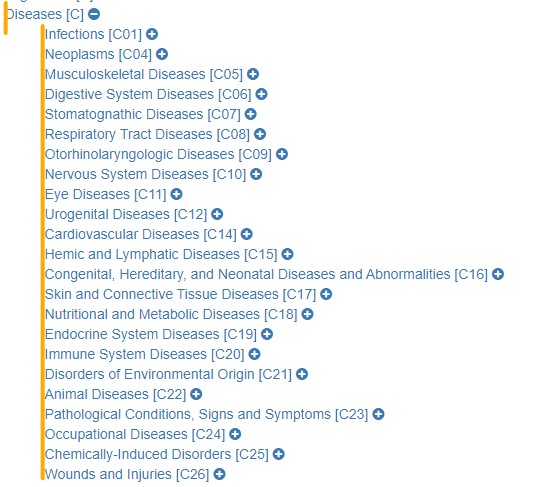 Diseases [C]
Infections [C01]
Neoplasms [C04]
Musculoskeletal Diseases [C05]
Digestive System Diseases [C06]
Stomatognathic Diseases [C07]
Respiratory Tract Diseases [C08]
Otorhinolaryngologic Diseases [C09]
Nervous System Diseases [C10]
Eye Diseases [C11]
Urogenital Diseases [C12]
Cardiovascular Diseases [C14]
Hemic and Lymphatic Diseases [C15]
Congenital, Hereditary, and Neonatal Diseases and Abnormalities [C16]
Skin and Connective Tissue Diseases [C17]
Nutritional and Metabolic Diseases [C18]
Endocrine System Diseases [C19]
Immune System Diseases [C20]
Disorders of Environmental Origin [C21]
Animal Diseases [C22]
Pathological Conditions, Signs and Symptoms [C23]
Occupational Diseases [C24]
Chemically-Induced Disorders [C25]
Wounds and Injuries [C26]